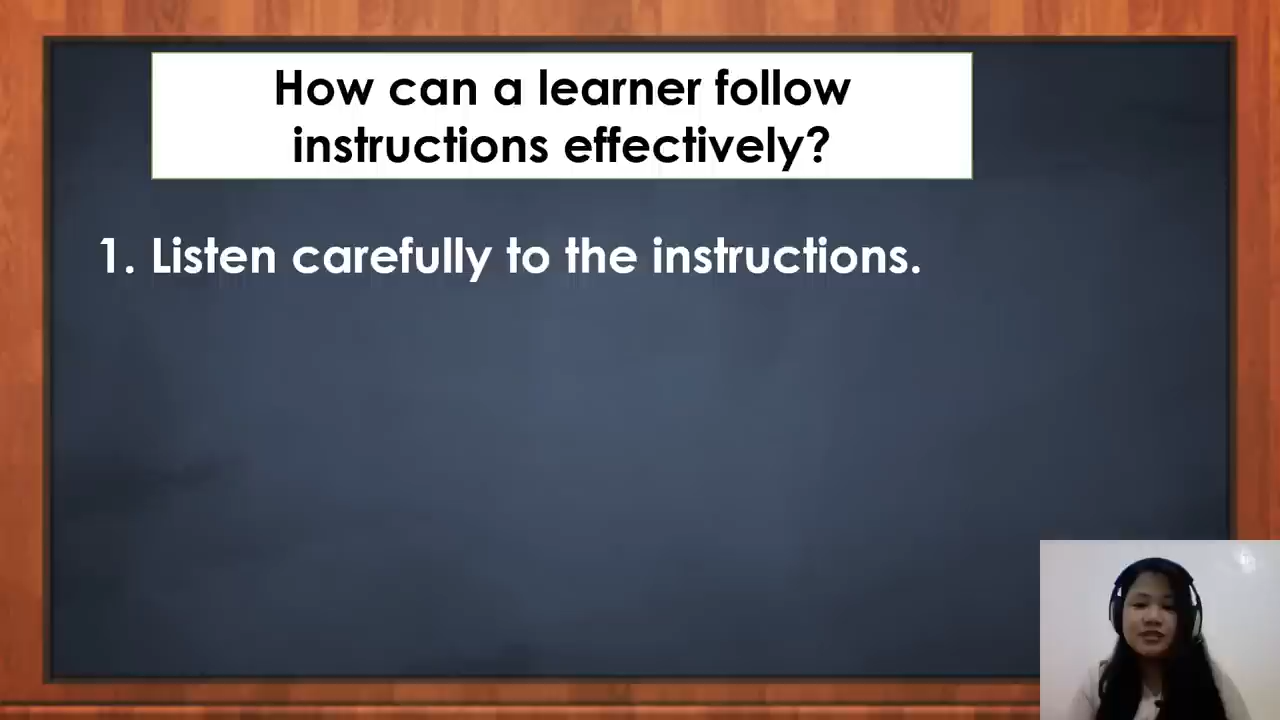 How can a learner follow
instructions effectively?
1. Listen carefully to the instructions.